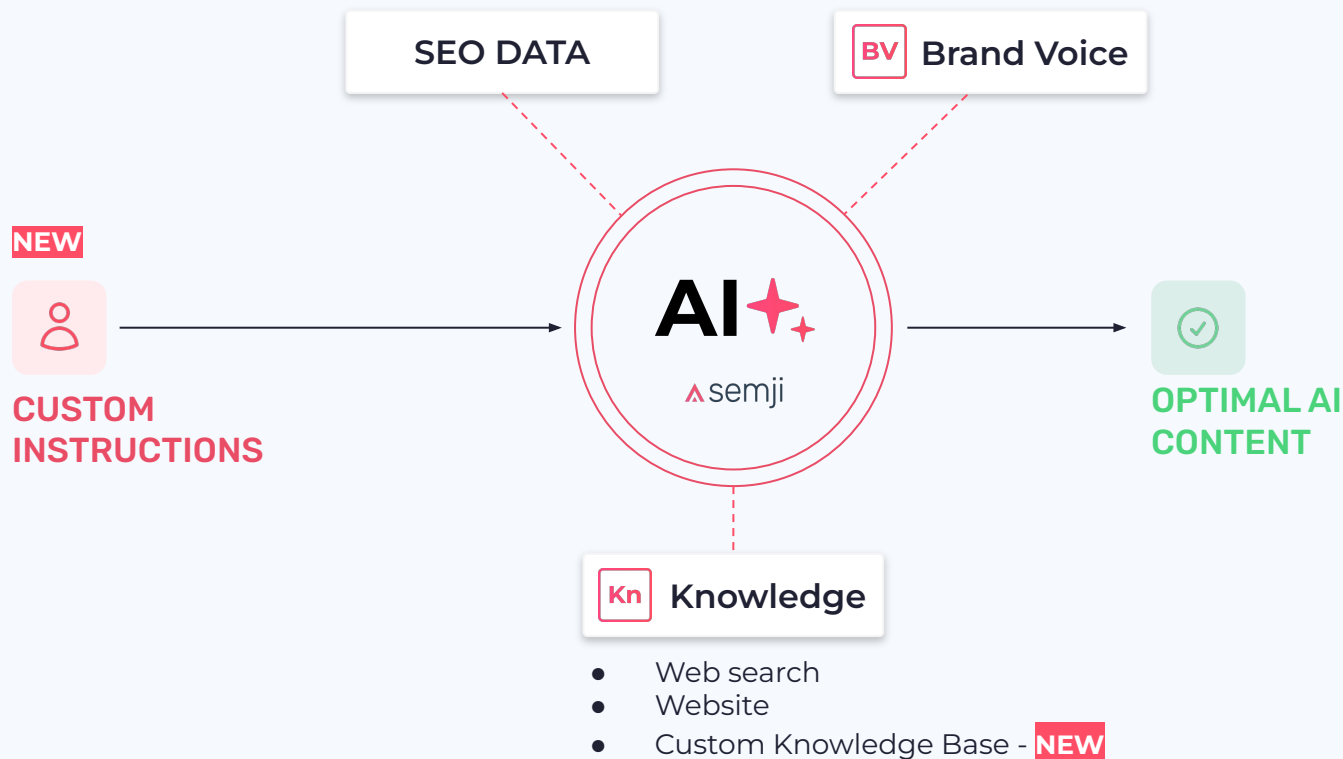 SEO DATA
BV Brand Voice
NEW
CUSTOM
INSTRUCTIONS
AI
semji
OPTIMAL AI
CONTENT
Kn Knowledge
● Web search
● Website
● Custom Knowledge Base - NEW